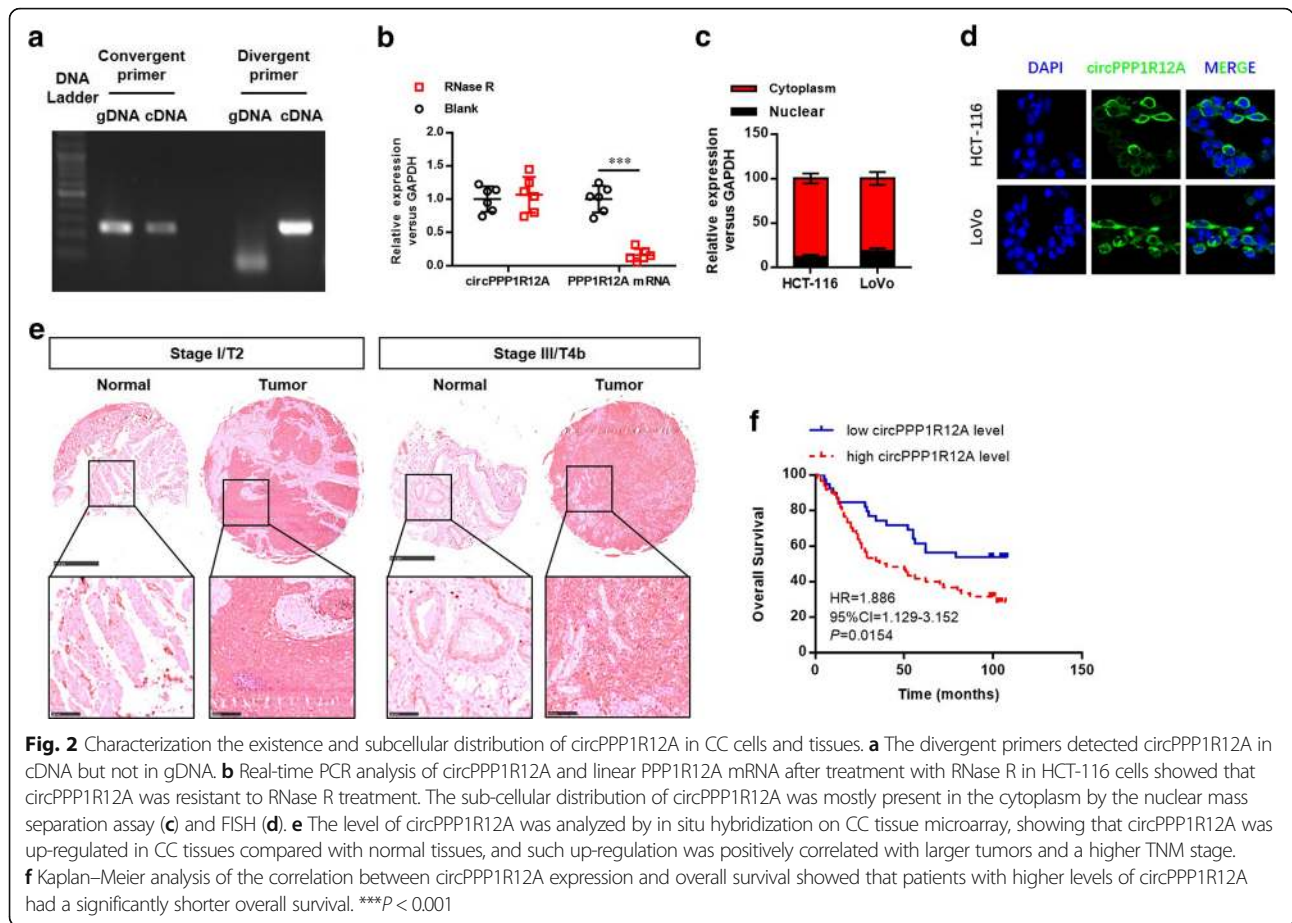 a
Convergent primer
Divergent primer
DNA Ladder
gDNA cDNA
gDNA cDNA
b
RNase R
Blank
Relative expression versus GAPDH
1.5
1.0
0.5
0.0
***
circPPP1R12A
PPP1R12A mRNA
c
Cytoplasm
Nuclear
Relative expression versus GAPDH
150
100
50
0
HCT-116
LoVo
d
DAPI
circPPP1R12A
MERGE
HCT-116
LoVo
e
Stage I/T2
Stage III/T4b
Normal
Tumor
Normal
Tumor
f
low circPPP1R12A level
high circPPP1R12A level
Overall Survival
100
80
60
40
20
0
HR=1.886
95%CI=1.129-3.152
P=0.0154
0
50
100
150
Time (months)
Fig. 2 Characterization the existence and subcellular distribution of circPPP1R12A in CC cells and tissues. a The divergent primers detected circPPP1R12A in
cDNA but not in gDNA. b Real-time PCR analysis of circPPP1R12A and linear PPP1R12A mRNA after treatment with RNase R in HCT-116 cells showed that
circPPP1R12A was resistant to RNase R treatment. The sub-cellular distribution of circPPP1R12A was mostly present in the cytoplasm by the nuclear mass
separation assay (c) and FISH (d). e The level of circPPP1R12A was analyzed by in situ hybridization on CC tissue microarray, showing that circPPP1R12A was
up-regulated in CC tissues compared with normal tissues, and such up-regulation was positively correlated with larger tumors and a higher TNM stage.
f Kaplan–Meier analysis of the correlation between circPPP1R12A expression and overall survival showed that patients with higher levels of circPPP1R12A
had a significantly shorter overall survival. ***P < 0.001